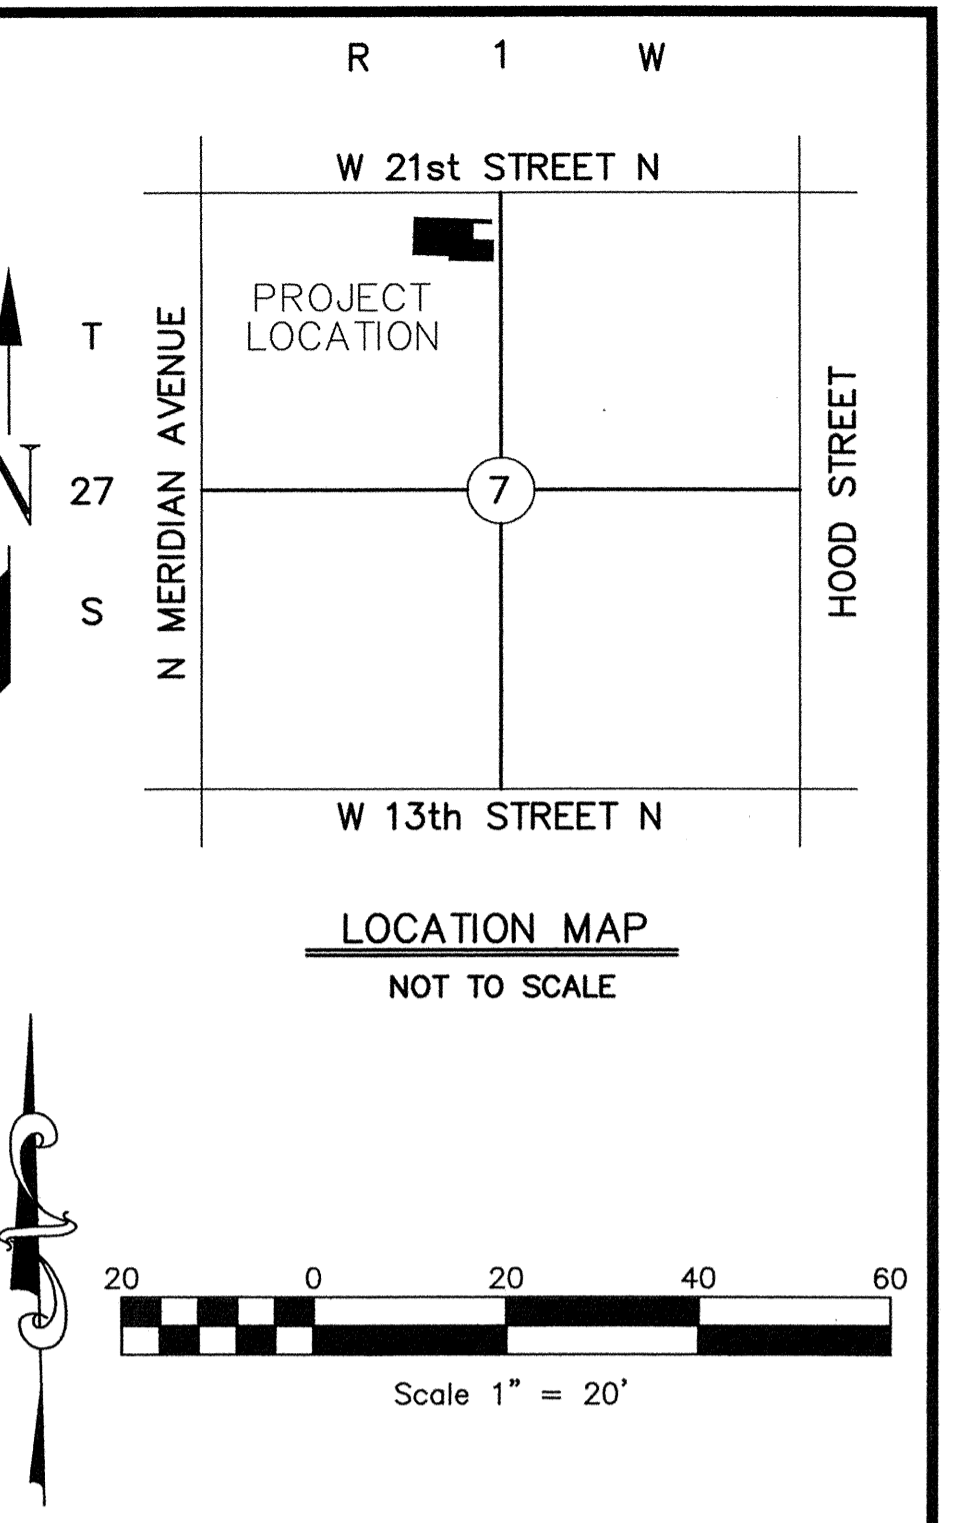 R 1 W
W 21st STREET N
PROJECT
LOCATION
T
27
S
N MERIDIAN AVENUE
N
7
HOOD STREET
W 13th STREET N
LOCATION MAP
NOT TO SCALE
20 0 20 40 60
Scale 1" = 20'